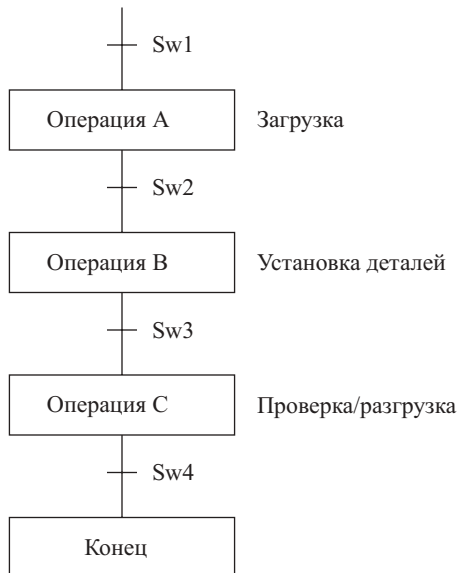 Sw1
Операция A
Загрузка
Sw2
Операция B
Установка деталей
Sw3
Операция C
Проверка/разгрузка
Sw4
Конец